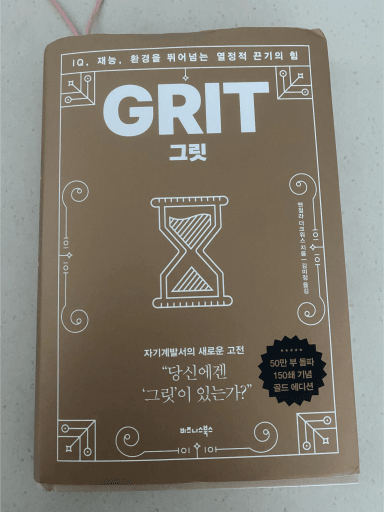 IQ, 재능, 환경을 뛰어넘는 열정적 끈기의 힘
GRIT
그릿
앤절라 더크워스 지음 | 김미정 옮김
자기계발서의 새로운 고전
“당신에겐
‘그릿’이 있는가?”
★★★★★
50만 부 돌파
150쇄 기념
골드 에디션
비즈니스북스